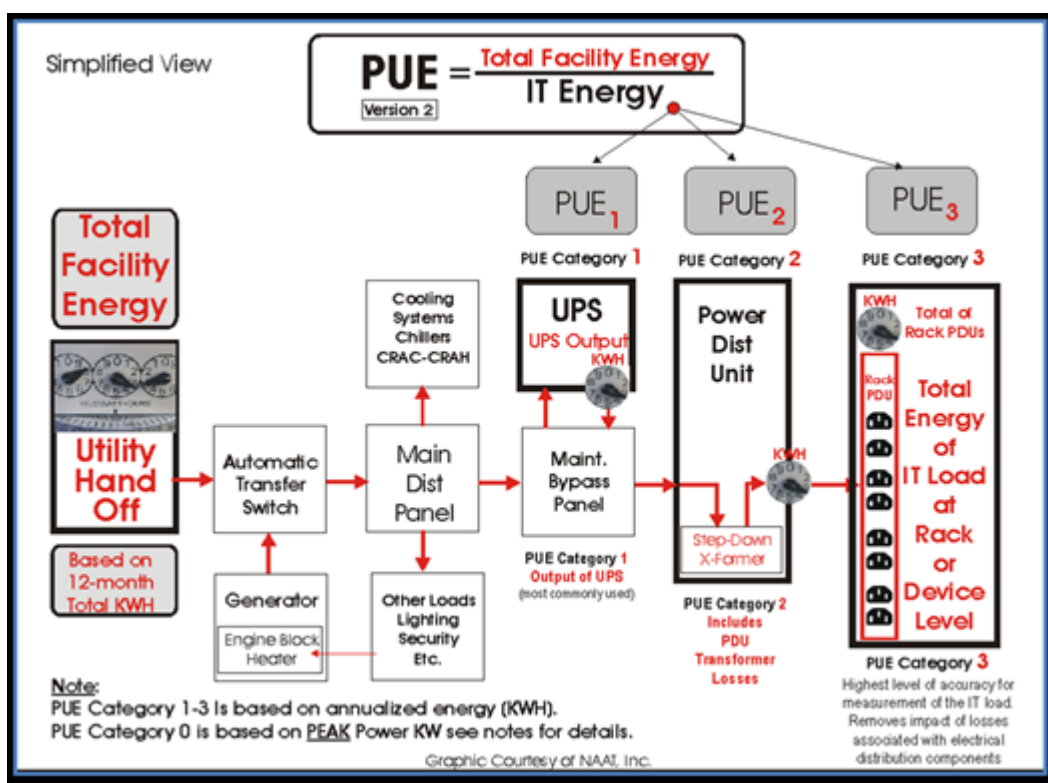 Simplified View
PUE = Total Facility Energy
IT Energy
Version 2
PUE 1
PUE 2
PUE 3
PUE Category 1
PUE Category 2
PUE Category 3
Total
Facility
Energy
Utility
Hand
Off
Based on
12-month
Total KWH
Automatic
Transfer
Switch
Generator
Engine Block
Heater
Cooling
Systems
Chillers
CRAC-CRAH
Main
Dist
Panel
Other Loads
Lighting
Security
Etc.
UPS
UPS Output
KWH
Maint.
Bypass
Panel
PUE Category 1
Output of UPS
(most commonly used)
Power
Dist
Unit
KWH
Step-Down
X-Farmer
PUE Category 2
Includes
PDU
Transformer
Losses
KWH
Total of
Rack PDUs
Rack
PDU
Total
Energy
of
IT Load
at
Rack
or
Device
Level
PUE Category 3
Highest level of accuracy for
measurement of the IT load.
Removes impact of losses
associated with electrical
distribution components
Note:
PUE Category 1-3 Is based on annualized energy (KWH).
PUE Category 0 is based on PEAK Power KW see notes for details.
Graphic Courtesy of NAAT, Inc.